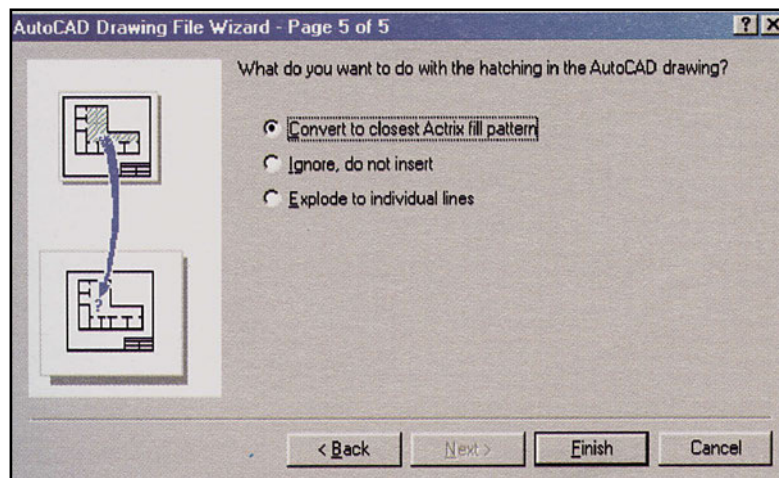 AutoCAD Drawing File Wizard - Page 5 of 5
What do you want to do with the hatching in the AutoCAD drawing?
Convert to closest Actrix fill pattern
Ignore, do not insert
Explode to individual lines
?
< Back
Next >
Finish
Cancel